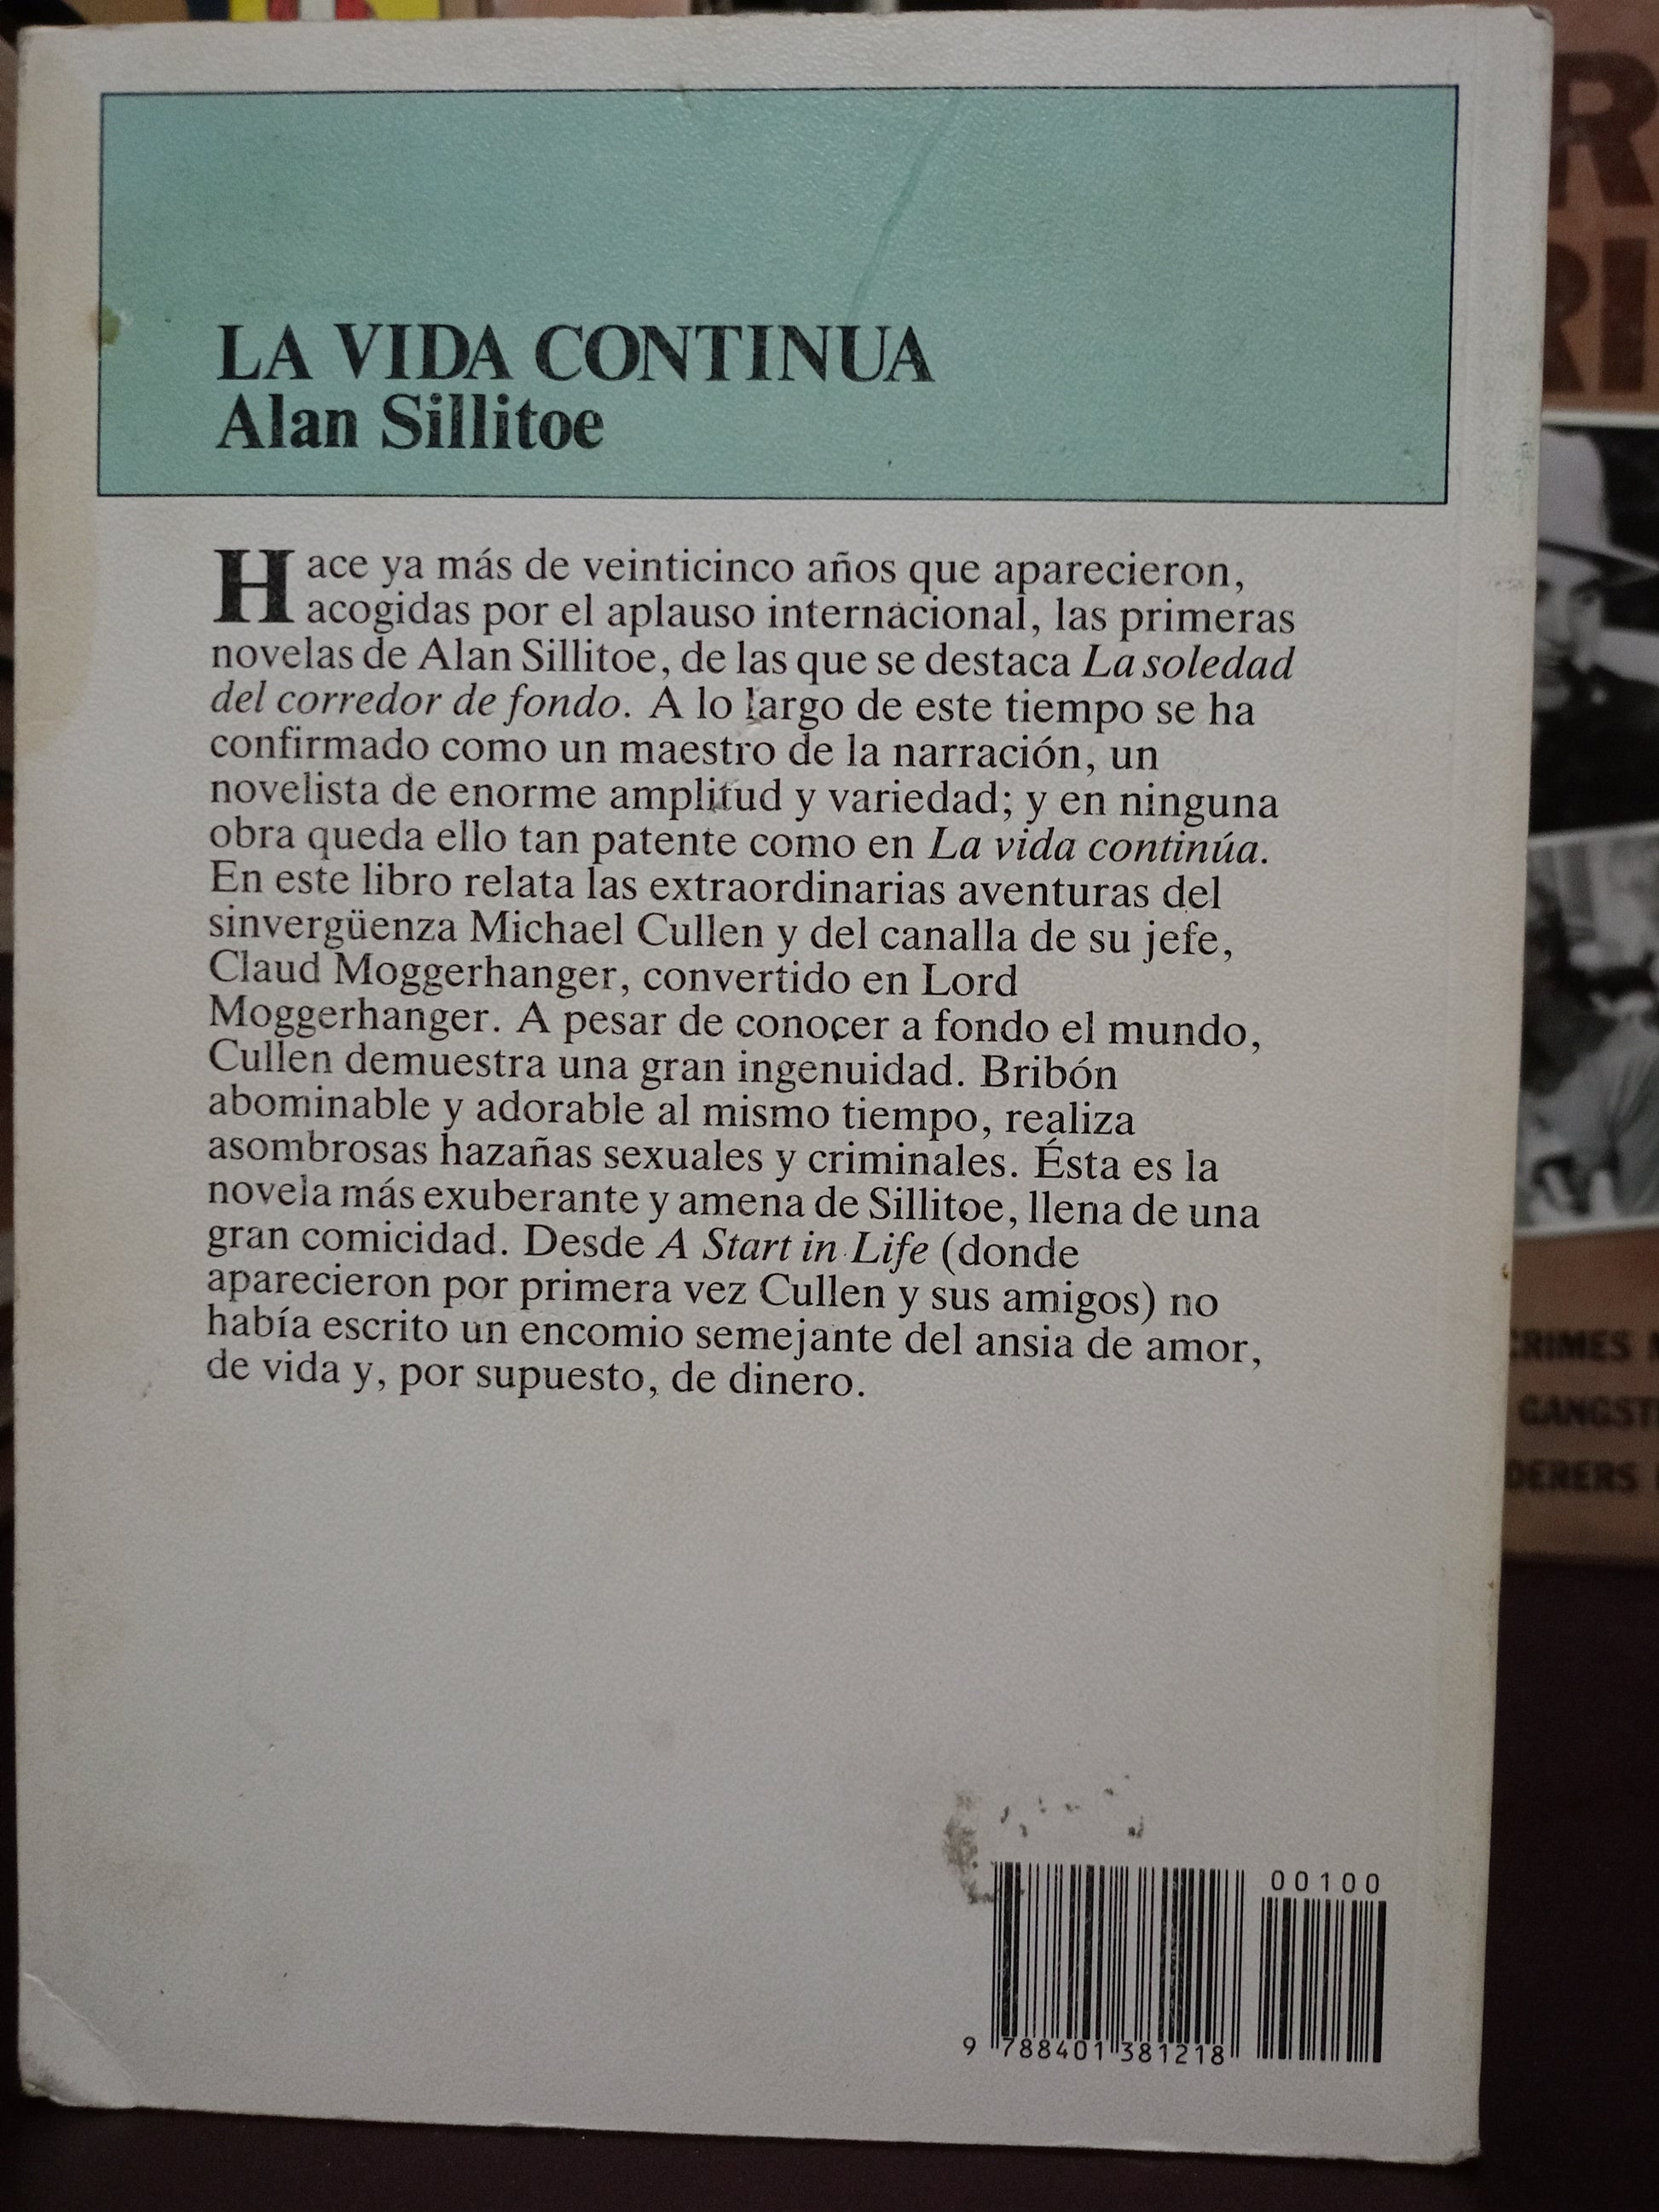 LA VIDA CONTINUA
Alan Sillitoe
Hace ya más de veinticinco años que aparecieron,
acogidas por el aplauso internacional, las primeras
novelas de Alan Sillitoe, de las que se destaca La soledad
del corredor de fondo. A lo largo de este tiempo se ha
confirmado como un maestro de la narración, un
novelista de enorme amplitud y variedad; y en ninguna
obra queda ello tan patente como en La vida continúa.
En este libro relata las extraordinarias aventuras del
sinvergüenza Michael Cullen y del canalla de su jefe,
Claud Moggerhanger, convertido en Lord
Moggerhanger. A pesar de conocer a fondo el mundo,
Cullen demuestra una gran ingenuidad. Bribón
abominable y adorable al mismo tiempo, realiza
asombrosas hazañas sexuales y criminales. Ésta es la
novela más exuberante y amena de Sillitoe, llena de una
gran comicidad. Desde A Start in Life (donde
aparecieron por primera vez Cullen y sus amigos) no
había escrito un encomio semejante del ansia de amor,
de vida y, por supuesto, de dinero.
00100
9 788401 381218
CRIMES